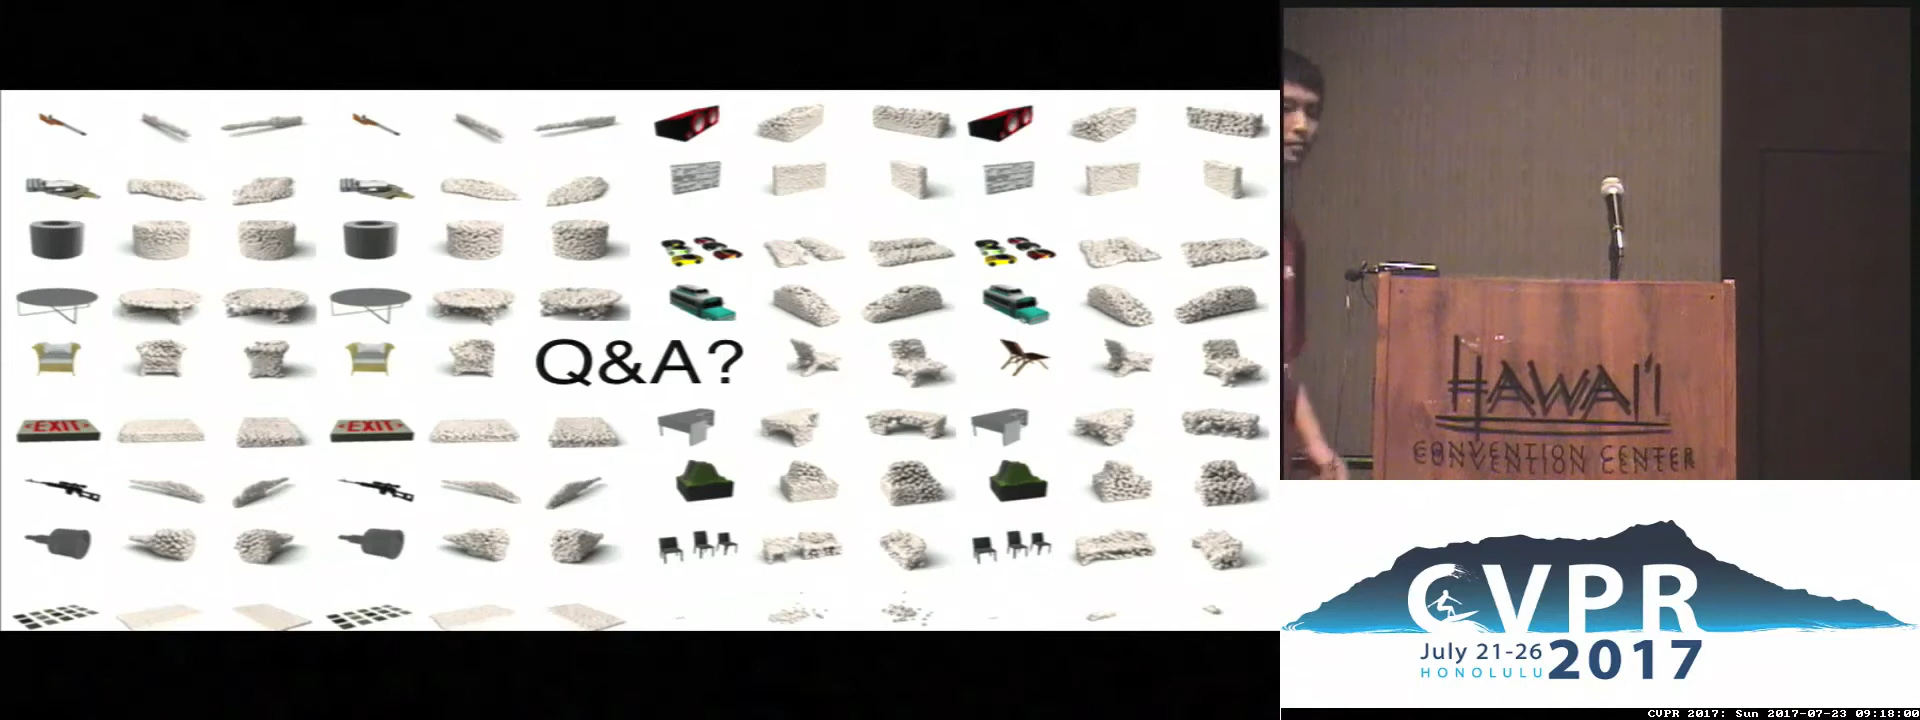 Q&A?
EXIT
EXIT
HAWAI'I
CONVENTION CENTER
CVPR
July 21-26
HONOLULU
2017
CVPR 2017: Sun 2017-07-23 09:18:00